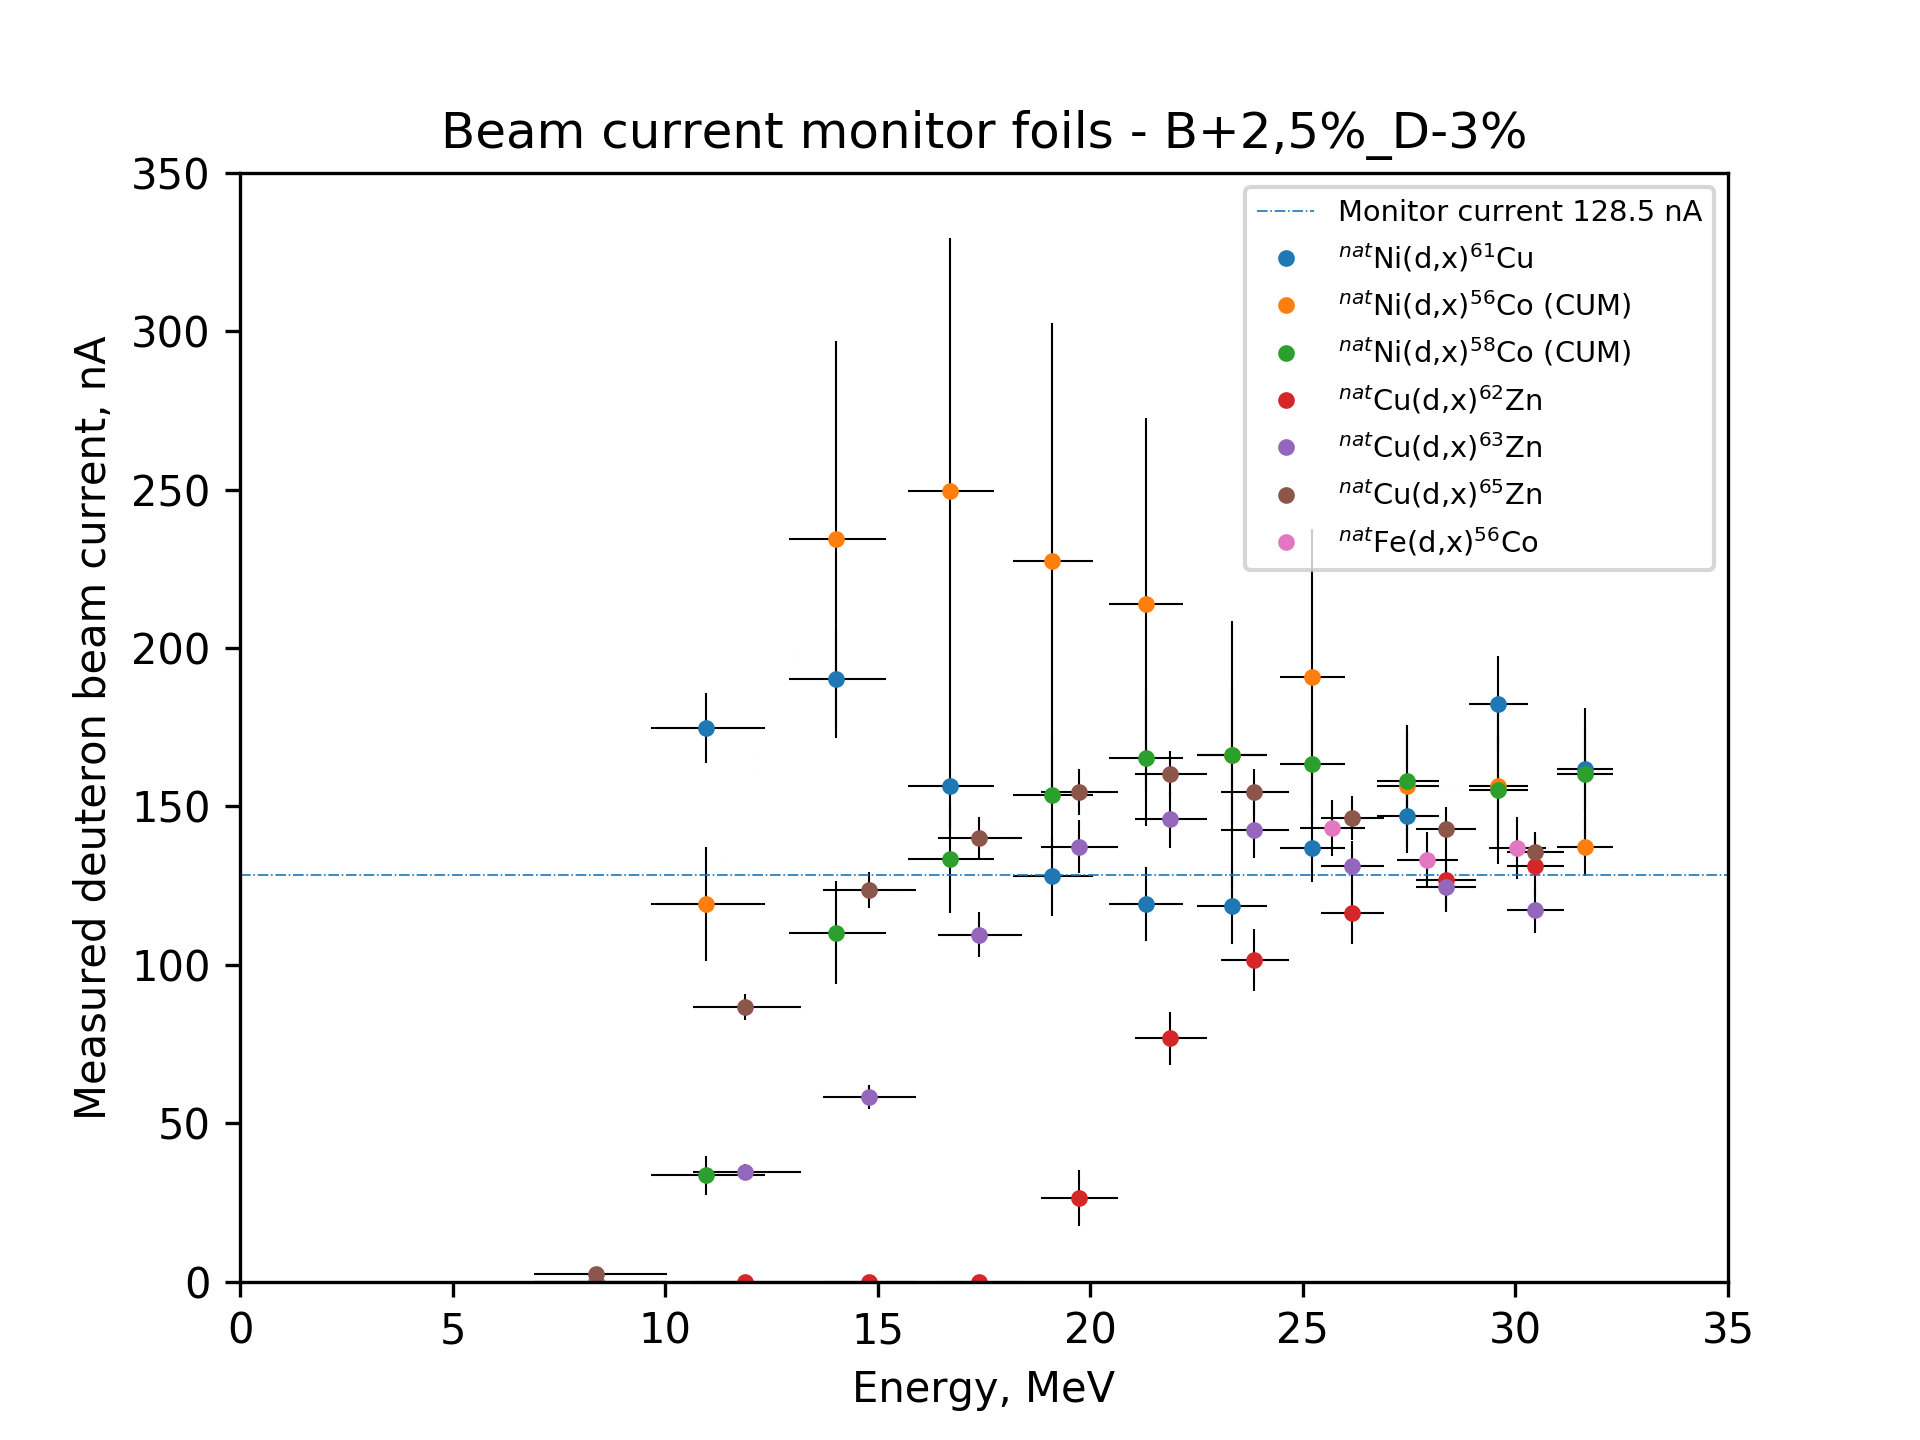 Beam current monitor foils - B+2,5%_D-3%
350
300
250
200
150
100
50
0
Measured deuteron beam current, nA
Monitor current 128.5 nA
natNi(d,x)61Cu
natNi(d,x)56Co (CUM)
natNi(d,x)58Co (CUM)
natCu(d,x)62Zn
natCu(d,x)63Zn
natCu(d,x)65Zn
natFe(d,x)56Co
0 5 10 15 20 25 30 35
Energy, MeV